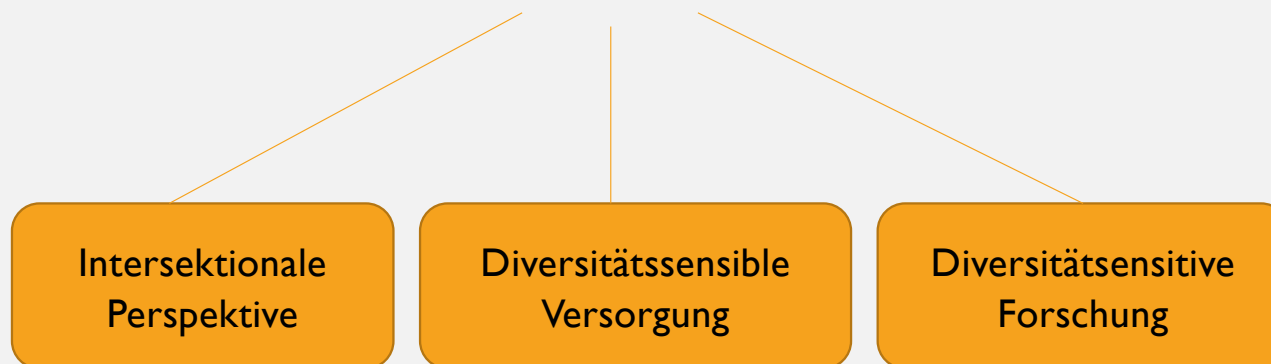 Intersektionale
Perspektive
Diversitätssensible
Versorgung
Diversitätsensitive
Forschung